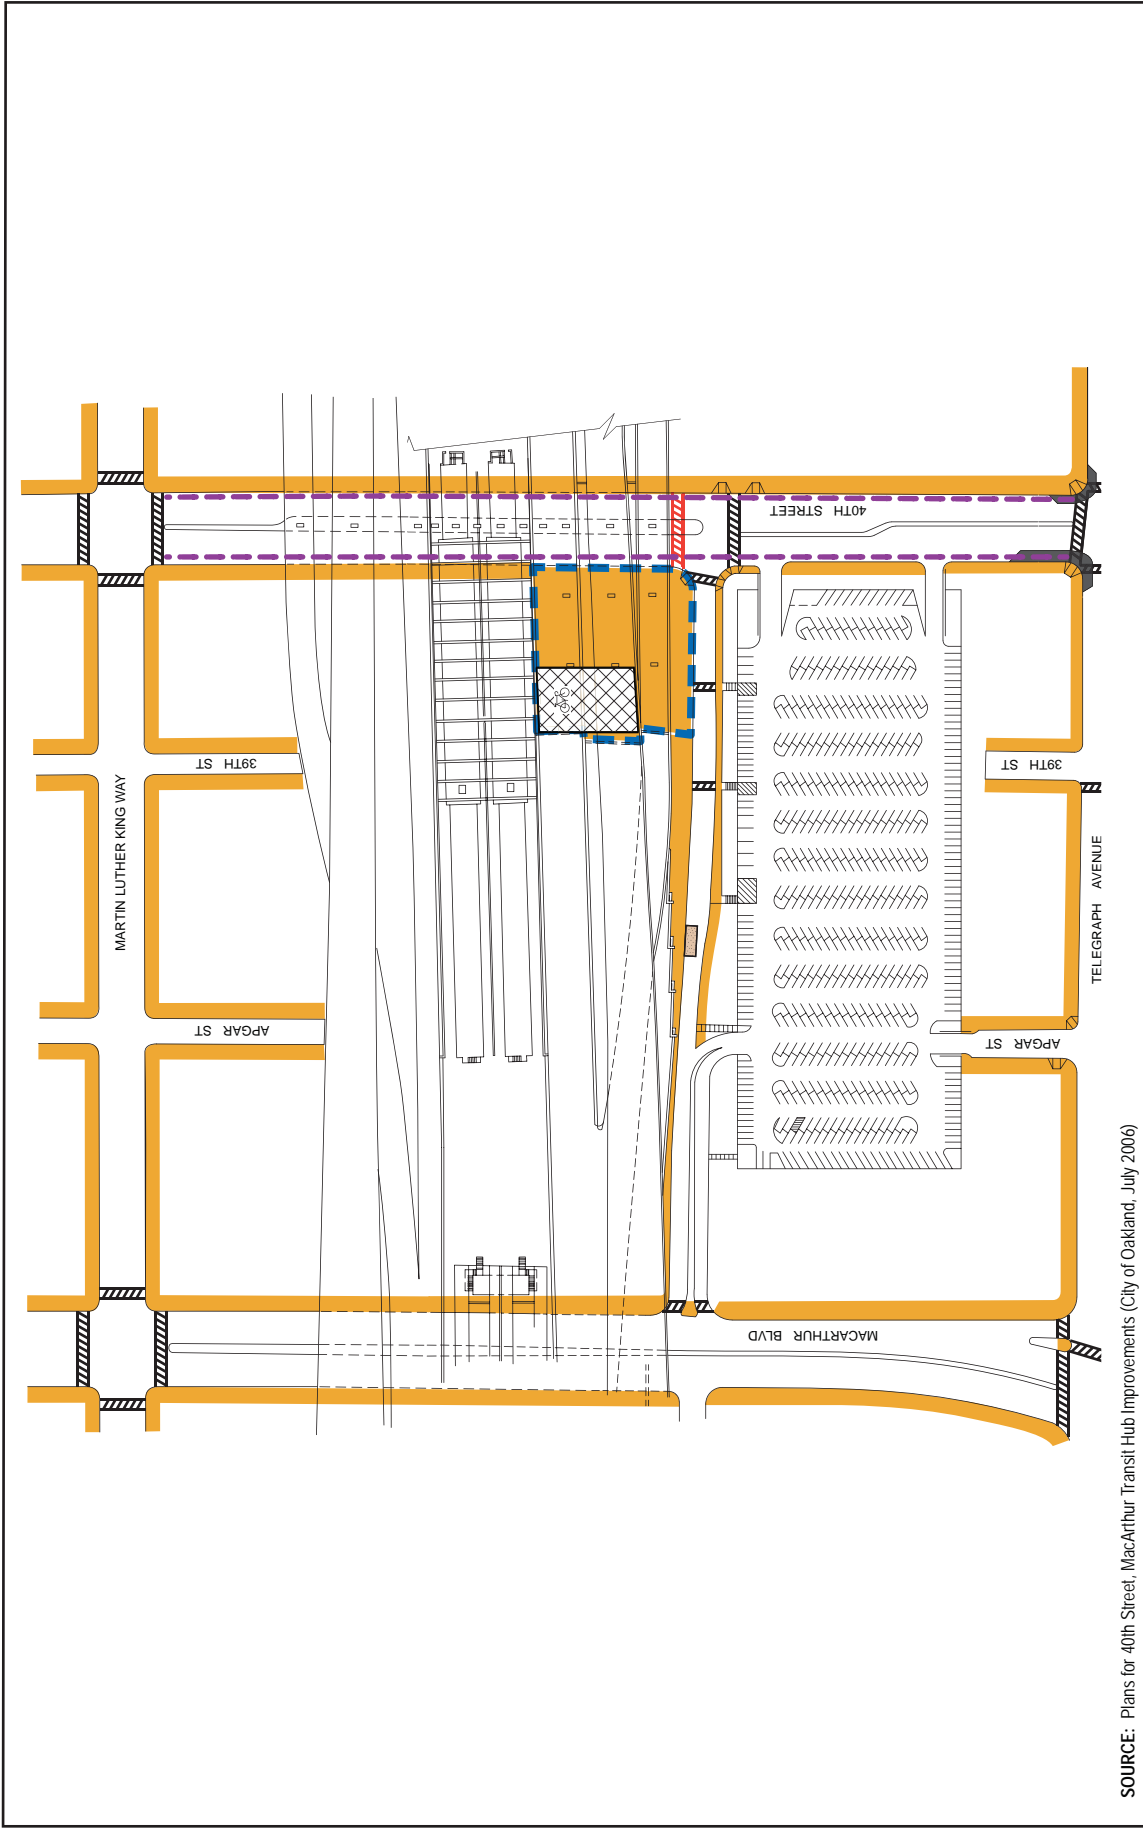 MARTIN LUTHER KING WAY
39TH ST
APGAR ST
40TH STREET
MACARTHUR BLVD
39TH ST
APGAR ST
TELEGRAPH AVENUE
SOURCE: Plans for 40th Street, MacArthur Transit Hub Improvements (City of Oakland, July 2006)